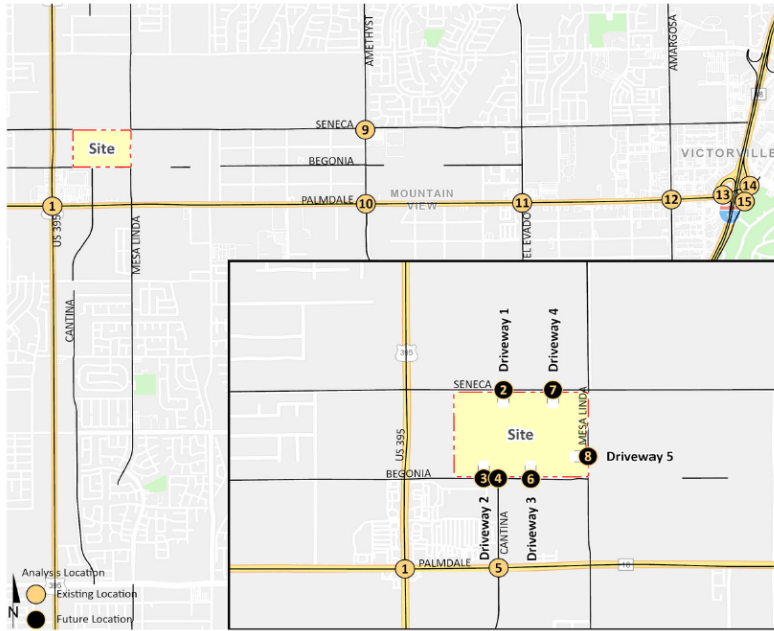 AMETHYST
AMARGOSA
SENECA
9
Site
BEGONIA
VICTORVILLE
MOUNTAIN
VIEW
PALMDALE
1
10
11
12
13
14
15
US 395
MESA LINDA
EL EVADO
CANTINA
Driveway 1
Driveway 4
395
SENECA
2
7
MESA LINDA
Site
US 395
8
Driveway 5
BEGONIA
3
4
6
Driveway 2
CANTINA
Driveway 3
PALMDALE
1
5
18
Analysis Location
395
Existing Location
Future Location
N